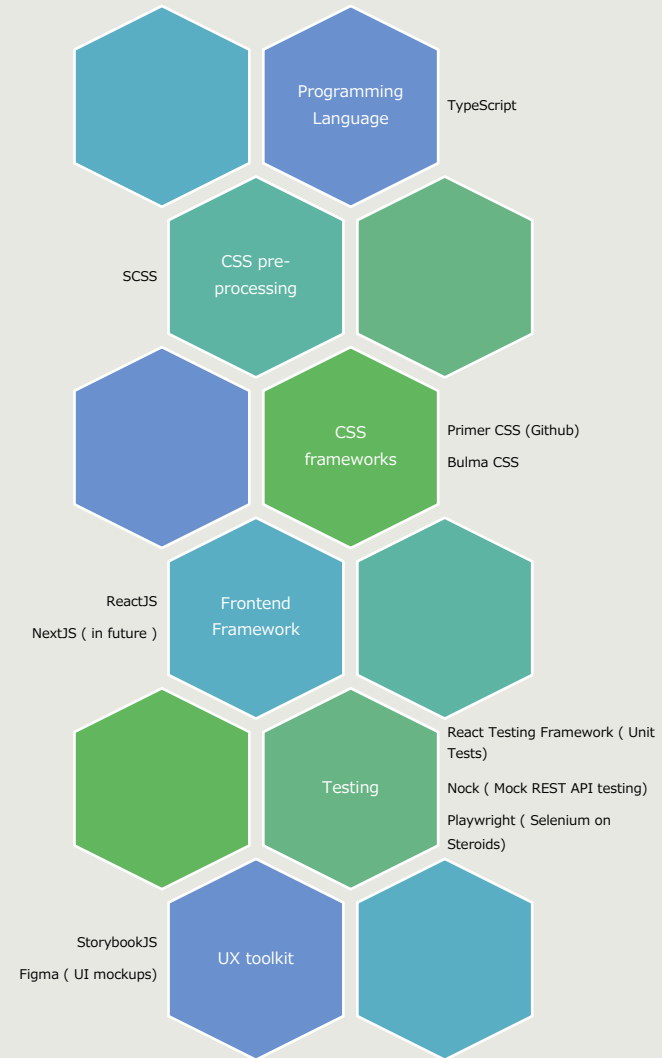 Programming
Language
TypeScript
CSS pre-
processing
SCSS
CSS
frameworks
Primer CSS (Github)
Bulma CSS
Frontend
Framework
ReactJS
NextJS ( in future )
Testing
React Testing Framework ( Unit
Tests)
Nock ( Mock REST API testing)
Playwright ( Selenium on
Steroids)
UX toolkit
StorybookJS
Figma ( UI mockups)